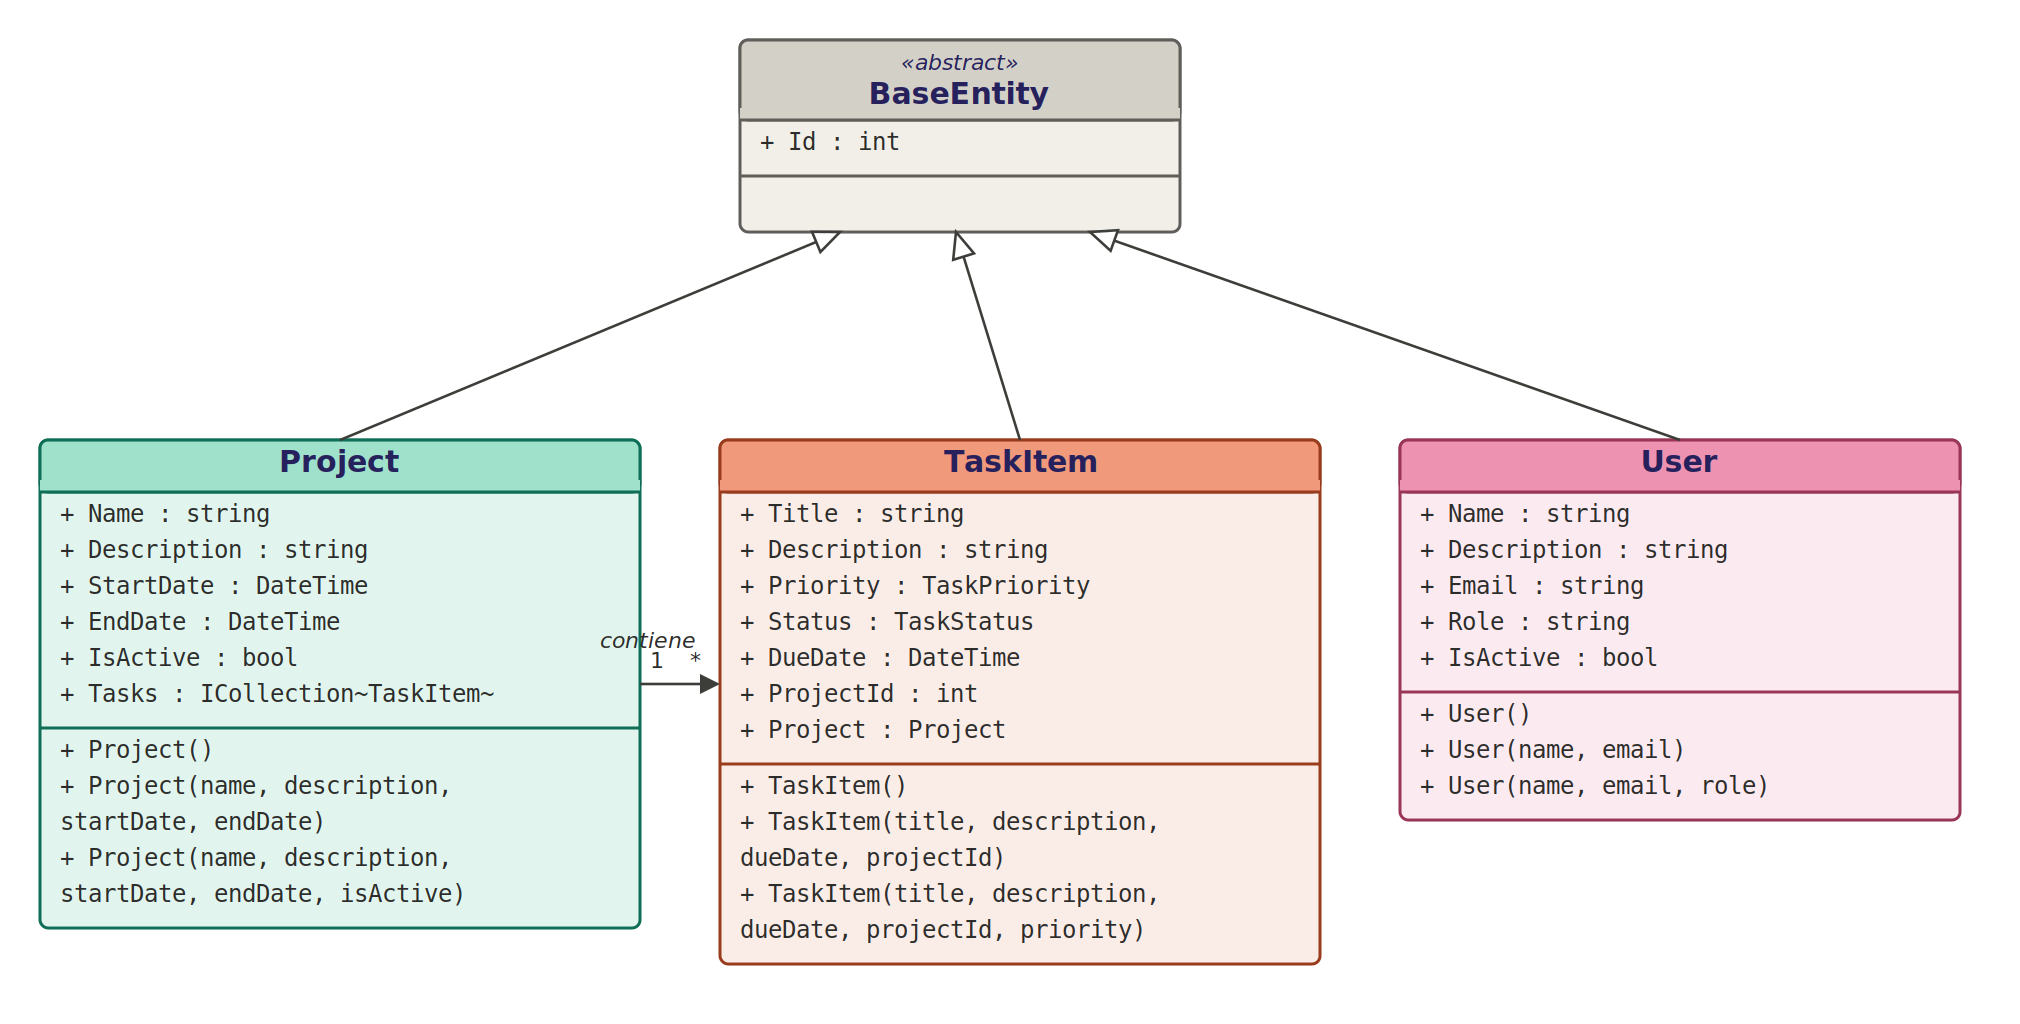 «abstract»
BaseEntity
+ Id : int
Project
+ Name : string
+ Description : string
+ StartDate : DateTime
+ EndDate : DateTime
+ IsActive : bool
+ Tasks : ICollection~TaskItem~
+ Project()
+ Project(name, description,
startDate, endDate)
+ Project(name, description,
startDate, endDate, isActive)
contiene
1 *
TaskItem
+ Title : string
+ Description : string
+ Priority : TaskPriority
+ Status : TaskStatus
+ DueDate : DateTime
+ ProjectId : int
+ Project : Project
+ TaskItem()
+ TaskItem(title, description,
dueDate, projectId)
+ TaskItem(title, description,
dueDate, projectId, priority)
User
+ Name : string
+ Description : string
+ Email : string
+ Role : string
+ IsActive : bool
+ User()
+ User(name, email)
+ User(name, email, role)